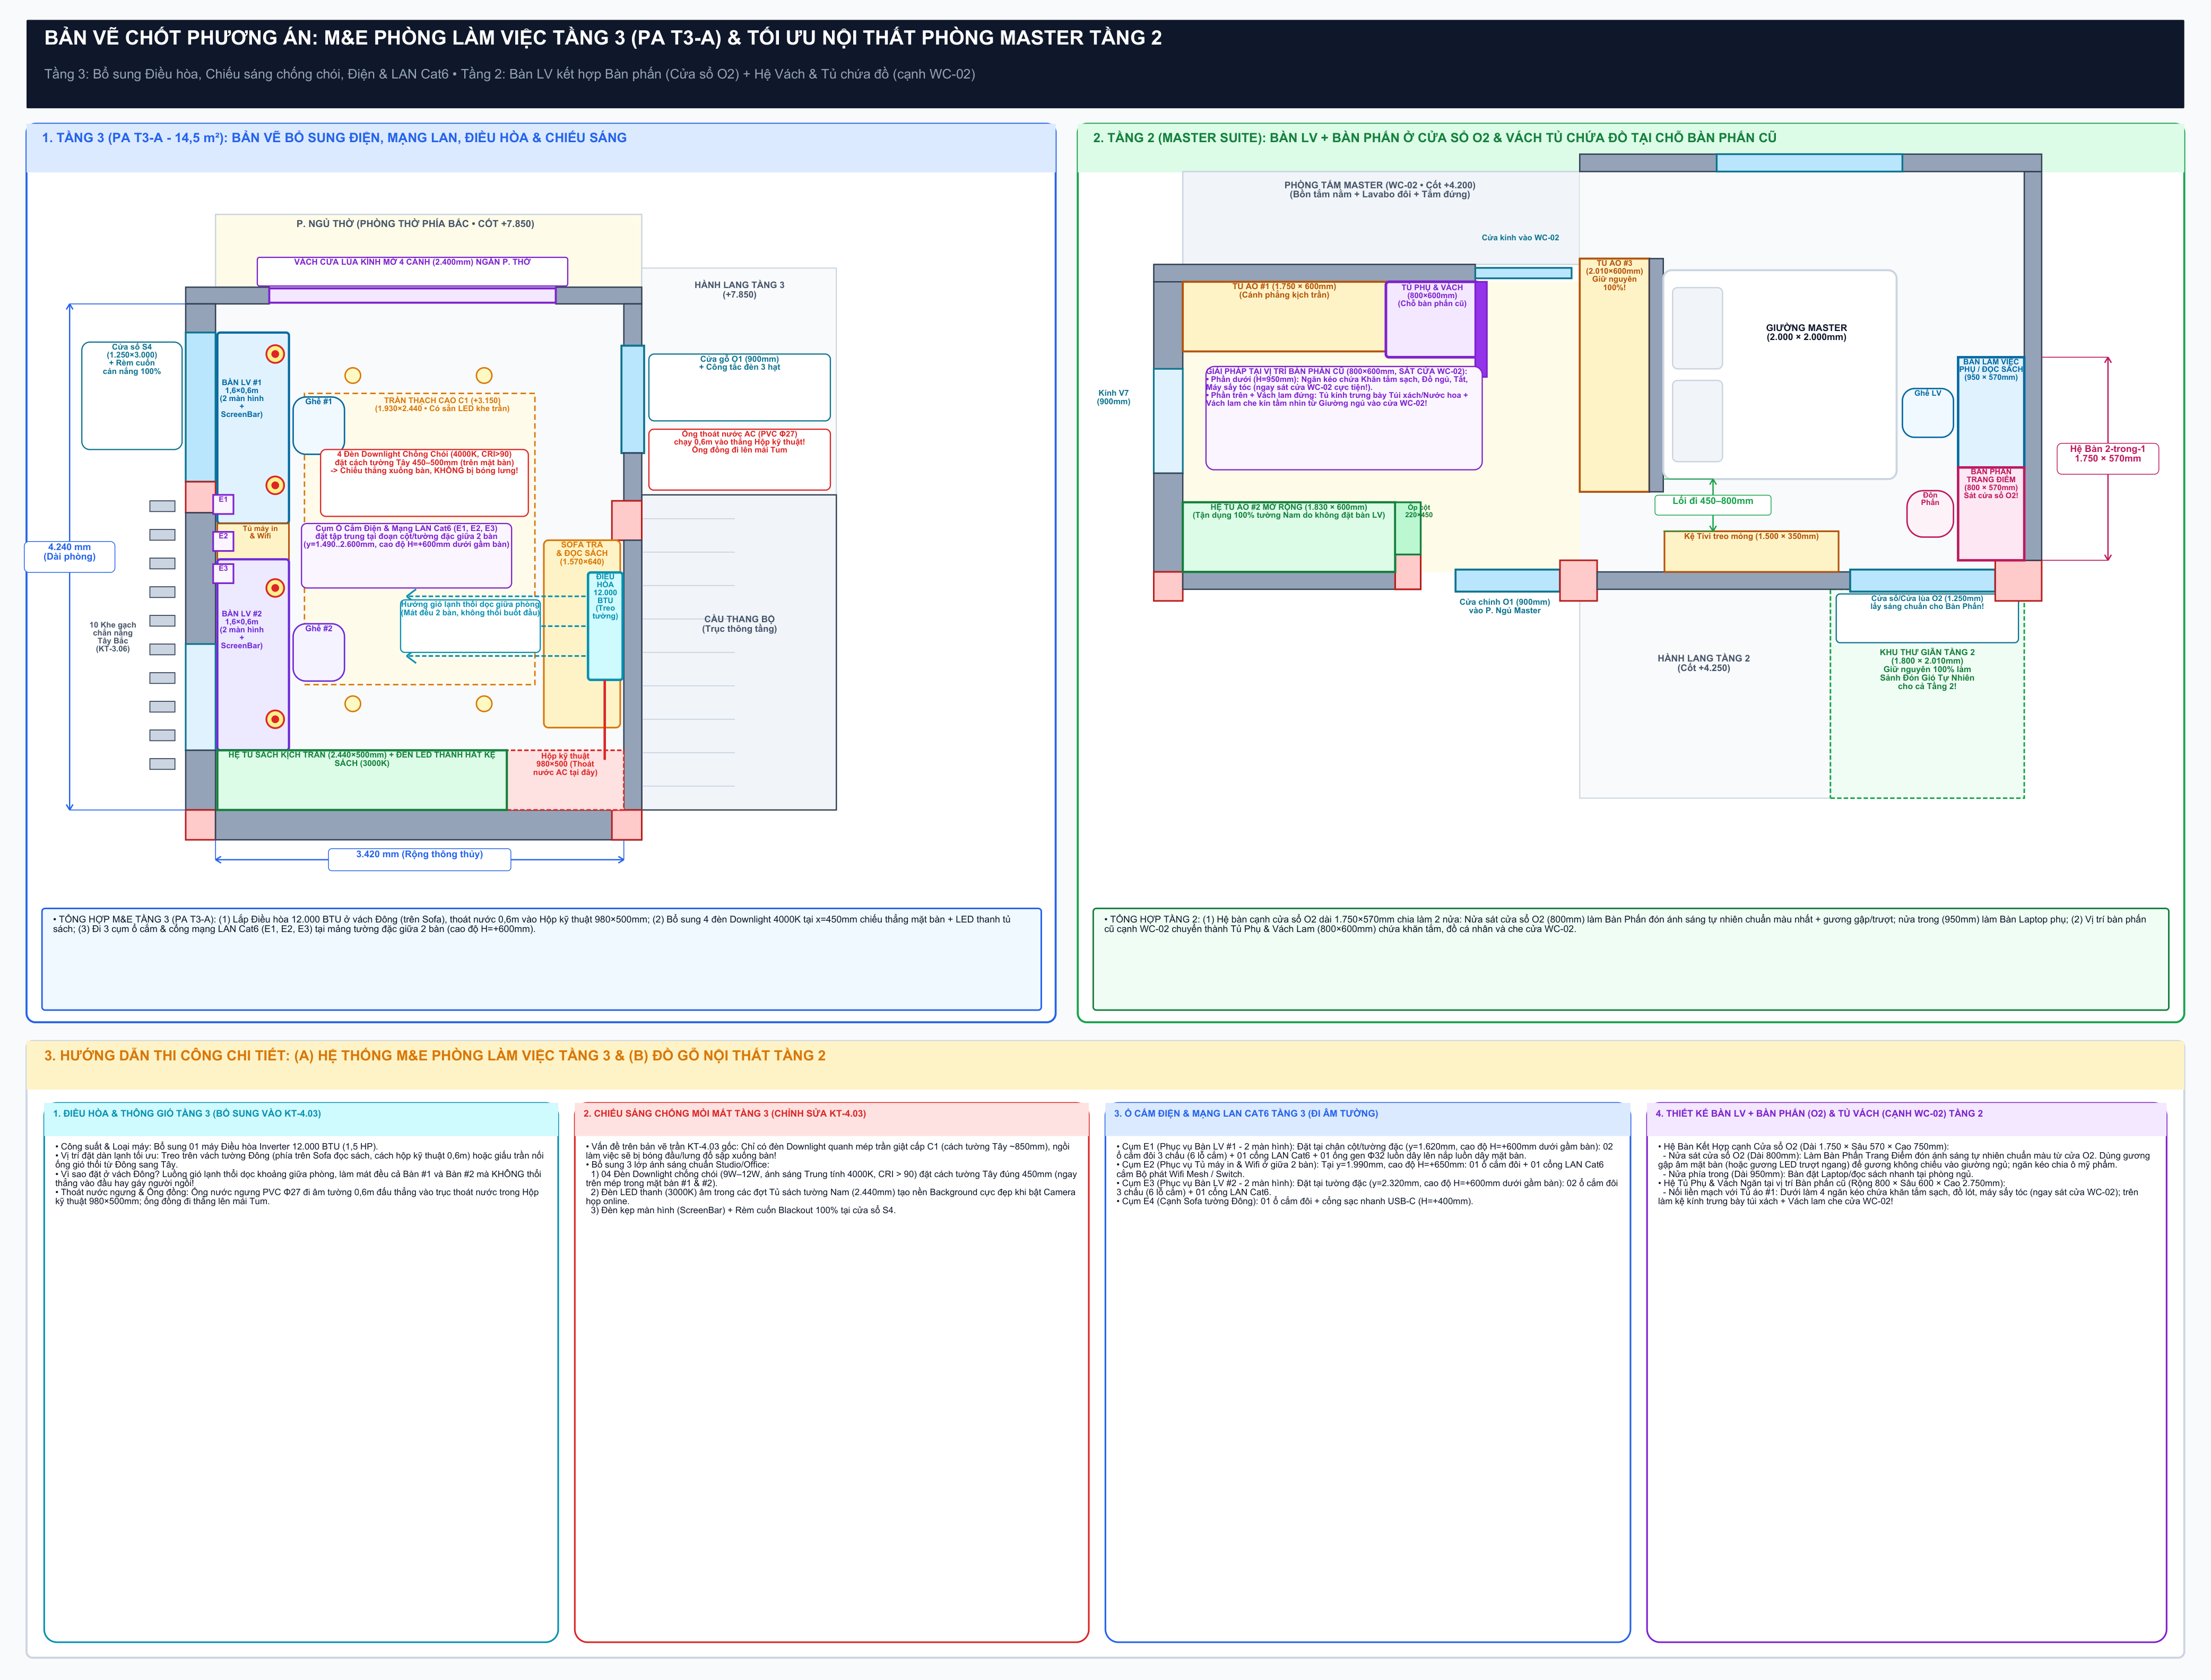 BẢN VẼ CHỐT PHƯƠNG ÁN: M&E PHÒNG LÀM VIỆC TẦNG 3 (PA T3-A) & TỐI ƯU NỘI THẤT PHÒNG MASTER TẦNG 2
Tầng 3: Bổ sung Điều hòa, Chiếu sáng chống chói, Điện & LAN Cat6 • Tầng 2: Bàn LV kết hợp Bàn phấn (Cửa sổ O2) + Hệ Vách & Tủ chứa đồ (cạnh WC-02)
1. TẦNG 3 (PA T3-A - 14,5 m²): BẢN VẼ BỔ SUNG ĐIỆN, MẠNG LAN, ĐIỀU HÒA & CHIẾU SÁNG
P. NGỦ THỜ (PHÒNG THỜ PHÍA BẮC • CỐT +7.850)
VÁCH CỬA LÙA KÍNH MỜ 4 CÁNH (2.400mm) NGĂN P. THỜ
HÀNH LANG TẦNG 3
(+7.850)
Cửa sổ S4
(1.250×3.000)
+ Rèm cuốn
cản nắng 100%
BÀN LV #1
1,6×0,6m
(2 màn hình
+
ScreenBar)
Ghế #1
TRẦN THẠCH CAO C1 (+3.150)
(1.930×2.440 • Có sẵn LED khe trần)
4 Đèn Downlight Chống Chói (4000K, CRI>90)
đặt cách tường Tây 450–500mm (trên mặt bàn)
-> Chiếu thẳng xuống bàn, KHÔNG bị bóng lưng!
Cửa gỗ O1 (900mm)
+ Công tắc đèn 3 hạt
Ống thoát nước AC (PVC Φ27)
chạy 0,6m vào thẳng Hộp kỹ thuật!
Ống đồng đi lên mái Tum
E1
E2
E3
Tủ máy in
& Wifi
Cụm Ổ Cắm Điện & Mạng LAN Cat6 (E1, E2, E3)
đặt tập trung tại đoạn cột/tường đặc giữa 2 bàn
(y=1.490..2.600mm, cao độ H=+600mm dưới gầm bàn)
SOFA TRÀ
& ĐỌC SÁCH
(1.570×640)
ĐIỀU
HÒA
12.000
BTU
(Treo
tường)
Hướng gió lạnh thổi dọc giữa phòng
(Mát đều 2 bàn, không thổi buốt đầu)
4.240 mm
(Dài phòng)
10 Khe gạch
chắn nắng
Tây Bắc
(KT-3.06)
BÀN LV #2
1,6×0,6m
(2 màn hình
+
ScreenBar)
Ghế #2
CẦU THANG BỘ
(Trục thông tầng)
HỆ TỦ SÁCH KỊCH TRẦN (2.440×500mm) + ĐÈN LED THANH HẮT KỆ
SÁCH (3000K)
Hộp kỹ thuật
980×500 (Thoát
nước AC tại đây)
3.420 mm (Rộng thông thủy)
• TỔNG HỢP M&E TẦNG 3 (PA T3-A): (1) Lắp Điều hòa 12.000 BTU ở vách Đông (trên Sofa), thoát nước 0,6m vào Hộp kỹ thuật 980×500mm; (2) Bổ sung 4 đèn Downlight 4000K tại x=450mm chiếu thẳng mặt bàn + LED thanh tủ
sách; (3) Đi 3 cụm ổ cắm & cổng mạng LAN Cat6 (E1, E2, E3) tại mảng tường đặc giữa 2 bàn (cao độ H=+600mm).
2. TẦNG 2 (MASTER SUITE): BÀN LV + BÀN PHẤN Ở CỬA SỔ O2 & VÁCH TỦ CHỨA ĐỒ TẠI CHỖ BÀN PHẤN CŨ
PHÒNG TẮM MASTER (WC-02 • Cốt +4.200)
(Bồn tắm nằm + Lavabo đôi + Tắm đứng)
Cửa kính vào WC-02
TỦ ÁO #1 (1.750 × 600mm)
(Cánh phẳng kịch trần)
TỦ PHỤ & VÁCH
(800×600mm)
(Chỗ bàn phấn cũ)
TỦ ÁO #3
(2.010×600mm)
Giữ nguyên
100%!
GIƯỜNG MASTER
(2.000 × 2.000mm)
Kính V7
(900mm)
GIẢI PHÁP TẠI VỊ TRÍ BÀN PHẤN CŨ (800×600mm, SÁT CỬA WC-02):
• Phần dưới (H=950mm): Ngăn kéo chứa Khăn tắm sạch, Đồ ngủ, Tất,
Máy sấy tóc (ngay sát cửa WC-02 cực tiện!).
• Phần trên + Vách lam đứng: Tủ kính trưng bày Túi xách/Nước hoa +
Vách lam che kín tầm nhìn từ Giường ngủ vào cửa WC-02!
BÀN LÀM VIỆC
PHỤ / ĐỌC SÁCH
(950 × 570mm)
Ghế LV
Hệ Bàn 2-trong-1
1.750 × 570mm
BÀN PHẤN
TRANG ĐIỂM
(800 × 570mm)
Sát cửa sổ O2!
Đôn
Phấn
Lối đi 450–800mm
HỆ TỦ ÁO #2 MỞ RỘNG (1.830 × 600mm)
(Tận dụng 100% tường Nam do không đặt bàn LV)
Ốp cột
220×450
Kệ Tivi treo mỏng (1.500 × 350mm)
Cửa chính O1 (900mm)
vào P. Ngủ Master
Cửa sổ/Cửa lùa O2 (1.250mm)
lấy sáng chuẩn cho Bàn Phấn!
HÀNH LANG TẦNG 2
(Cốt +4.250)
KHU THƯ GIÃN TẦNG 2
(1.800 × 2.010mm)
Giữ nguyên 100% làm
Sảnh Đón Gió Tự Nhiên
cho cả Tầng 2!
• TỔNG HỢP TẦNG 2: (1) Hệ bàn cạnh cửa sổ O2 dài 1.750×570mm chia làm 2 nửa: Nửa sát cửa sổ O2 (800mm) làm Bàn Phấn đón ánh sáng tự nhiên chuẩn màu nhất + gương gập/trượt; nửa trong (950mm) làm Bàn Laptop phụ; (2) Vị trí bàn phấn
cũ cạnh WC-02 chuyển thành Tủ Phụ & Vách Lam (800×600mm) chứa khăn tắm, đồ cá nhân và che cửa WC-02.
3. HƯỚNG DẪN THI CÔNG CHI TIẾT: (A) HỆ THỐNG M&E PHÒNG LÀM VIỆC TẦNG 3 & (B) ĐỒ GỖ NỘI THẤT TẦNG 2
1. ĐIỀU HÒA & THÔNG GIÓ TẦNG 3 (BỔ SUNG VÀO KT-4.03)
• Công suất & Loại máy: Bổ sung 01 máy Điều hòa Inverter 12.000 BTU (1,5 HP).
• Vị trí đặt dàn lạnh tối ưu: Treo trên vách tường Đông (phía trên Sofa đọc sách, cách hộp kỹ thuật 0,6m) hoặc giấu trần nối
ống gió thổi từ Đông sang Tây.
• Vì sao đặt ở vách Đông? Luồng gió lạnh thổi dọc khoảng giữa phòng, làm mát đều cả Bàn #1 và Bàn #2 mà KHÔNG thổi
thẳng vào đầu hay gáy người ngồi!
• Thoát nước ngưng & Ống đồng: Ống nước ngưng PVC Φ27 đi âm tường 0,6m đấu thẳng vào trục thoát nước trong Hộp
kỹ thuật 980×500mm; ống đồng đi thẳng lên mái Tum.
2. CHIẾU SÁNG CHỐNG MỎI MẮT TẦNG 3 (CHỈNH SỬA KT-4.03)
• Vấn đề trên bản vẽ trần KT-4.03 gốc: Chỉ có đèn Downlight quanh mép trần giật cấp C1 (cách tường Tây ~850mm), ngồi
làm việc sẽ bị bóng đầu/lưng đổ sập xuống bàn!
• Bổ sung 3 lớp ánh sáng chuẩn Studio/Office:
1) 04 Đèn Downlight chống chói (9W–12W, ánh sáng Trung tính 4000K, CRI > 90) đặt cách tường Tây đúng 450mm (ngay
trên mép trong mặt bàn #1 & #2).
2) Đèn LED thanh (3000K) âm trong các đợt Tủ sách tường Nam (2.440mm) tạo nền Background cực đẹp khi bật Camera
họp online.
3) Đèn kẹp màn hình (ScreenBar) + Rèm cuốn Blackout 100% tại cửa sổ S4.
3. Ổ CẮM ĐIỆN & MẠNG LAN CAT6 TẦNG 3 (ĐI ÂM TƯỜNG)
• Cụm E1 (Phục vụ Bàn LV #1 - 2 màn hình): Đặt tại chân cột/tường đặc (y=1.620mm, cao độ H=+600mm dưới gầm bàn): 02
ổ cắm đôi 3 chấu (6 lỗ cắm) + 01 cổng LAN Cat6 + 01 ống gen Φ32 luồn dây lên nắp luồn dây mặt bàn.
• Cụm E2 (Phục vụ Tủ máy in & Wifi ở giữa 2 bàn): Tại y=1.990mm, cao độ H=+650mm: 01 ổ cắm đôi + 01 cổng LAN Cat6
cắm Bộ phát Wifi Mesh / Switch.
• Cụm E3 (Phục vụ Bàn LV #2 - 2 màn hình): Đặt tại tường đặc (y=2.320mm, cao độ H=+600mm dưới gầm bàn): 02 ổ cắm đôi
3 chấu (6 lỗ cắm) + 01 cổng LAN Cat6.
• Cụm E4 (Cạnh Sofa tường Đông): 01 ổ cắm đôi + cổng sạc nhanh USB-C (H=+400mm).
4. THIẾT KẾ BÀN LV + BÀN PHẤN (O2) & TỦ VÁCH (CẠNH WC-02) TẦNG 2
• Hệ Bàn Kết Hợp cạnh Cửa sổ O2 (Dài 1.750 × Sâu 570 × Cao 750mm):
- Nửa sát cửa sổ O2 (Dài 800mm): Làm Bàn Phấn Trang Điểm đón ánh sáng tự nhiên chuẩn màu từ cửa O2. Dùng gương
gập âm mặt bàn (hoặc gương LED trượt ngang) để gương không chiếu vào giường ngủ; ngăn kéo chia ô mỹ phẩm.
- Nửa phía trong (Dài 950mm): Bàn đặt Laptop/đọc sách nhanh tại phòng ngủ.
• Hệ Tủ Phụ & Vách Ngăn tại vị trí Bàn phấn cũ (Rộng 800 × Sâu 600 × Cao 2.750mm):
- Nối liền mạch với Tủ áo #1: Dưới làm 4 ngăn kéo chứa khăn tắm sạch, đồ lót, máy sấy tóc (ngay sát cửa WC-02); trên
làm kệ kính trưng bày túi xách + Vách lam che cửa WC-02!